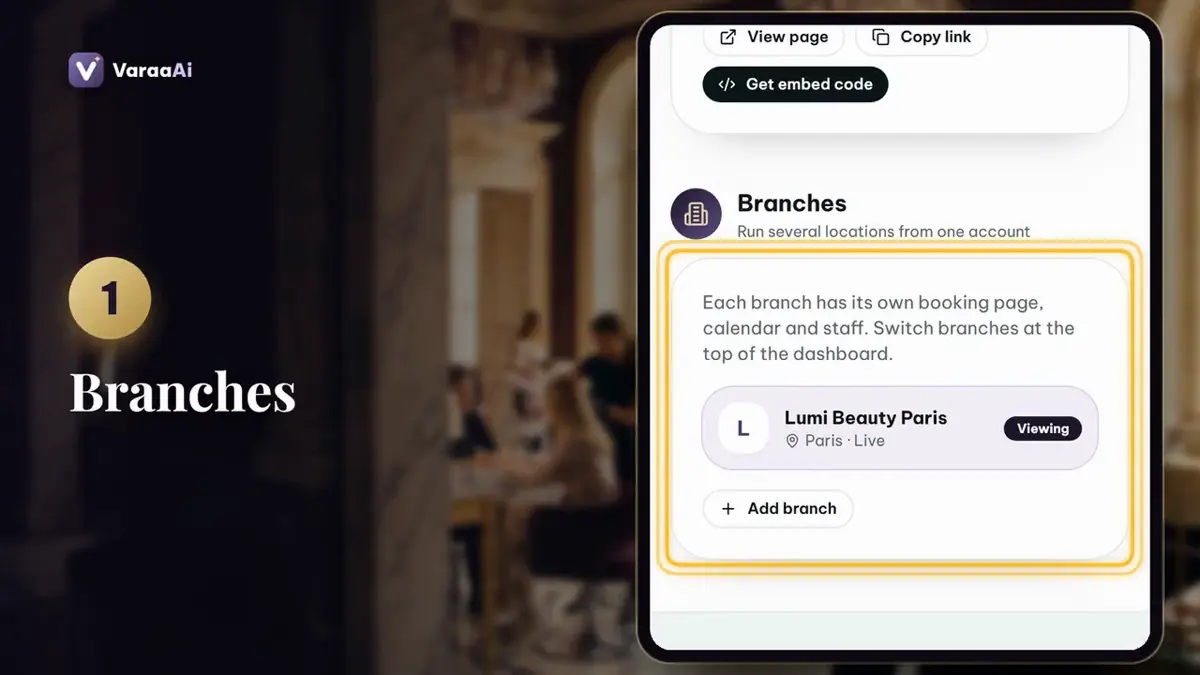 VaraaAi
1
Branches
View page
Copy link
</> Get embed code
Branches
Run several locations from one account
Each branch has its own booking page,
calendar and staff. Switch branches at the
top of the dashboard.
L
Lumi Beauty Paris
Paris · Live
Viewing
+ Add branch